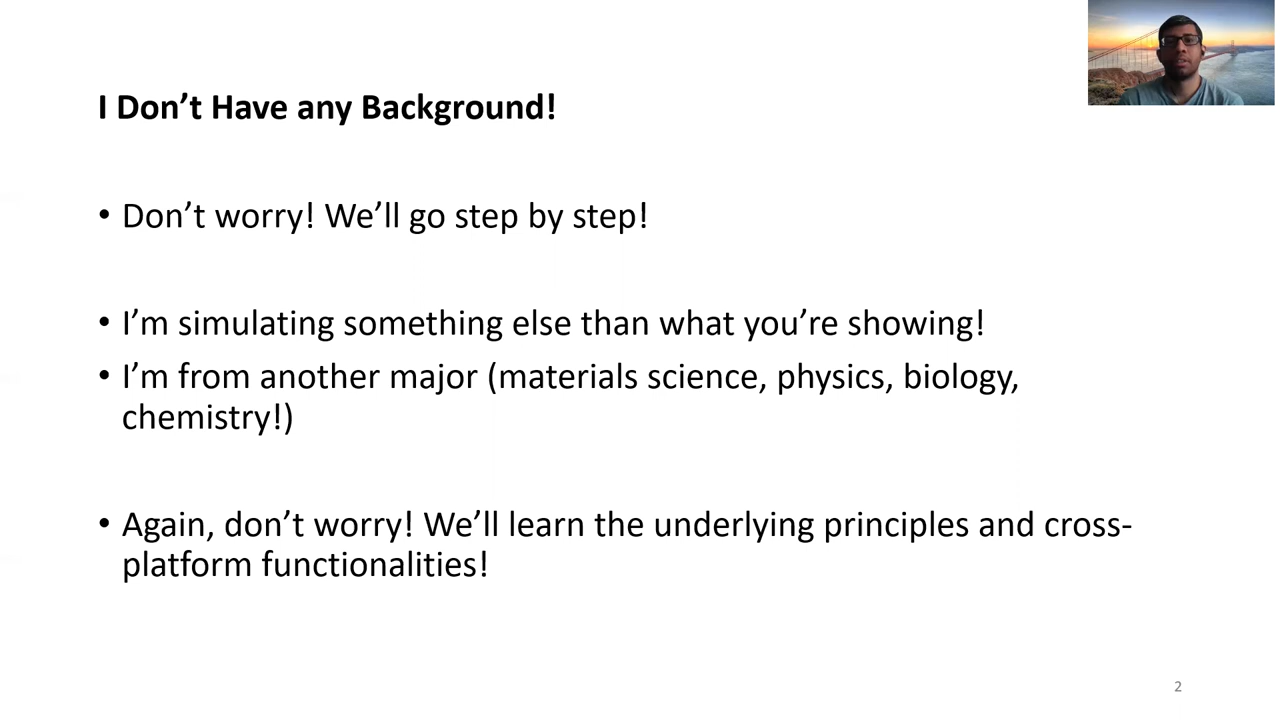 I Don’t Have any Background!
• Don’t worry! We’ll go step by step!
• I’m simulating something else than what you’re showing!
• I’m from another major (materials science, physics, biology,
chemistry!)
• Again, don’t worry! We’ll learn the underlying principles and cross-
platform functionalities!
2